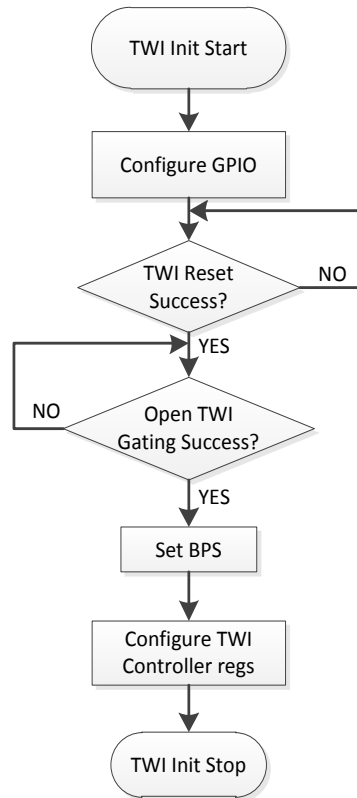 TWI Init Start
Configure GPIO
TWI Reset
Success?
NO
YES
NO
Open TWI
Gating Success?
YES
Set BPS
Configure TWI
Controller regs
TWI Init Stop